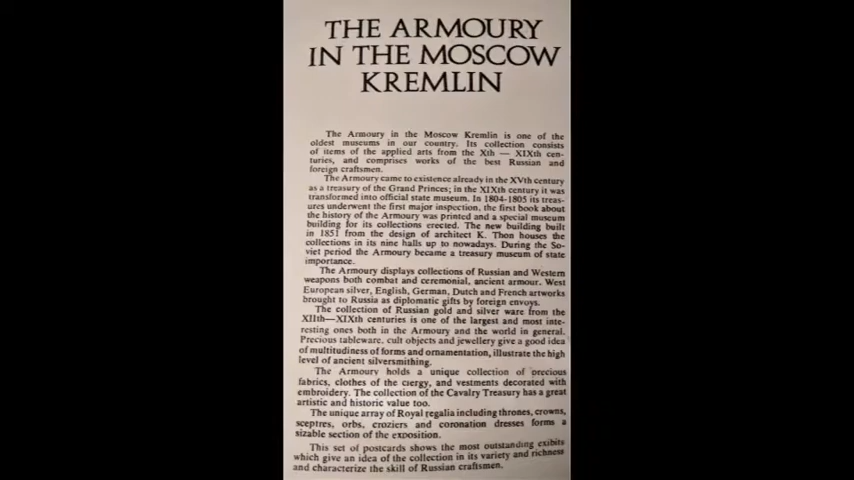 THE ARMOURY
IN THE MOSCOW
KREMLIN
The Armoury in the Moscow Kremlin is one of the
oldest museums in our country. Its collection consists
of items of the applied arts from the Xth — XIXth cen-
turies, and comprises works of the best Russian and
foreign craftsmen.
The Armoury came to existence already in the XVth century
as a treasury of the Grand Princes; in the XIXth century it was
transformed into official state museum. In 1804-1805 its treas-
ures underwent the first major inspection, the first book about
the history of the Armoury was printed and a special museum
building for its collections erected. The new building built
in 1851 from the design of architect K. Thon houses the
collections in its nine halls up to nowadays. During the So-
viet period the Armoury became a treasury museum of state
importance.
The Armoury displays collections of Russian and Western
weapons both combat and ceremonial, ancient armour. West
European silver, English, German, Dutch and French artworks
brought to Russia as diplomatic gifts by foreign envoys.
The collection of Russian gold and silver ware from the
XIIth—XIXth centuries is one of the largest and most inte-
resting ones both in the Armoury and the world in general.
Precious tableware, cult objects and jewellery give a good idea
of multitudiness of forms and ornamentation, illustrate the high
level of ancient silversmithing.
The Armoury holds a unique collection of precious
fabrics, clothes of the clergy, and vestments decorated with
embroidery. The collection of the Cavalry Treasury has a great
artistic and historic value too.
The unique array of Royal regalia including thrones, crowns,
sceptres, orbs, croziers and coronation dresses forms a
sizable section of the exposition.
This set of postcards shows the most outstanding exibits
which give an idea of the collection in its variety and richness
and characterize the skill of Russian craftsmen.